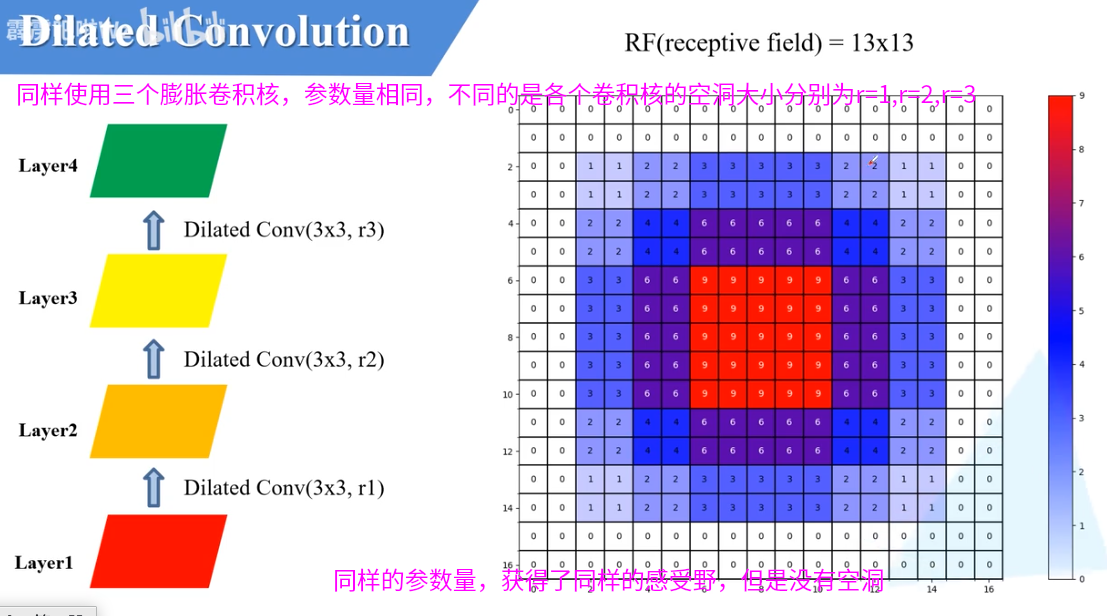 Dilated Convolution
bilibili
RF(receptive field) = 13x13
同样使用三个膨胀卷积核，参数量相同，不同的是各个卷积核的空洞大小分别为r=1,r=2,r=3
Layer4
Dilated Conv(3x3, r3)
Layer3
Dilated Conv(3x3, r2)
Layer2
Dilated Conv(3x3, r1)
Layer1
0 0 0 0 0 0 0 0 0 0 0 0 0 0 0 0 0 0
0 0 0 0 0 0 0 0 0 0 0 0 0 0 0 0 0
2 0 0 1 1 2 2 3 3 3 3 3 2 2 1 1 0 0
0 0 1 1 2 2 3 3 3 3 3 2 2 1 1 0 0
4 0 0 2 2 4 4 6 6 6 6 6 4 4 2 2 0 0
0 0 2 2 4 4 6 6 6 6 6 4 4 2 2 0 0
6 0 0 3 3 6 6 9 9 9 9 9 6 6 3 3 0 0
0 0 3 3 6 6 9 9 9 9 9 6 6 3 3 0 0
8 0 0 3 3 6 6 9 9 9 9 9 6 6 3 3 0 0
0 0 3 3 6 6 9 9 9 9 9 6 6 3 3 0 0
10 0 0 3 3 6 6 9 9 9 9 9 6 6 3 3 0 0
0 0 2 2 4 4 6 6 6 6 6 4 4 2 2 0 0
12 0 0 2 2 4 4 6 6 6 6 6 4 4 2 2 0 0
0 0 1 1 2 2 3 3 3 3 3 2 2 1 1 0 0
14 0 0 1 1 2 2 3 3 3 3 3 2 2 1 1 0 0
0 0 0 0 0 0 0 0 0 0 0 0 0 0 0 0 0
16 0 0 0 0 0 0 0 0 0 0 0 0 0 0 0 0 0
14 16
9
8
7
6
5
4
3
2
1
0
同样的参数量，获得了同样的感受野，但是没有空洞